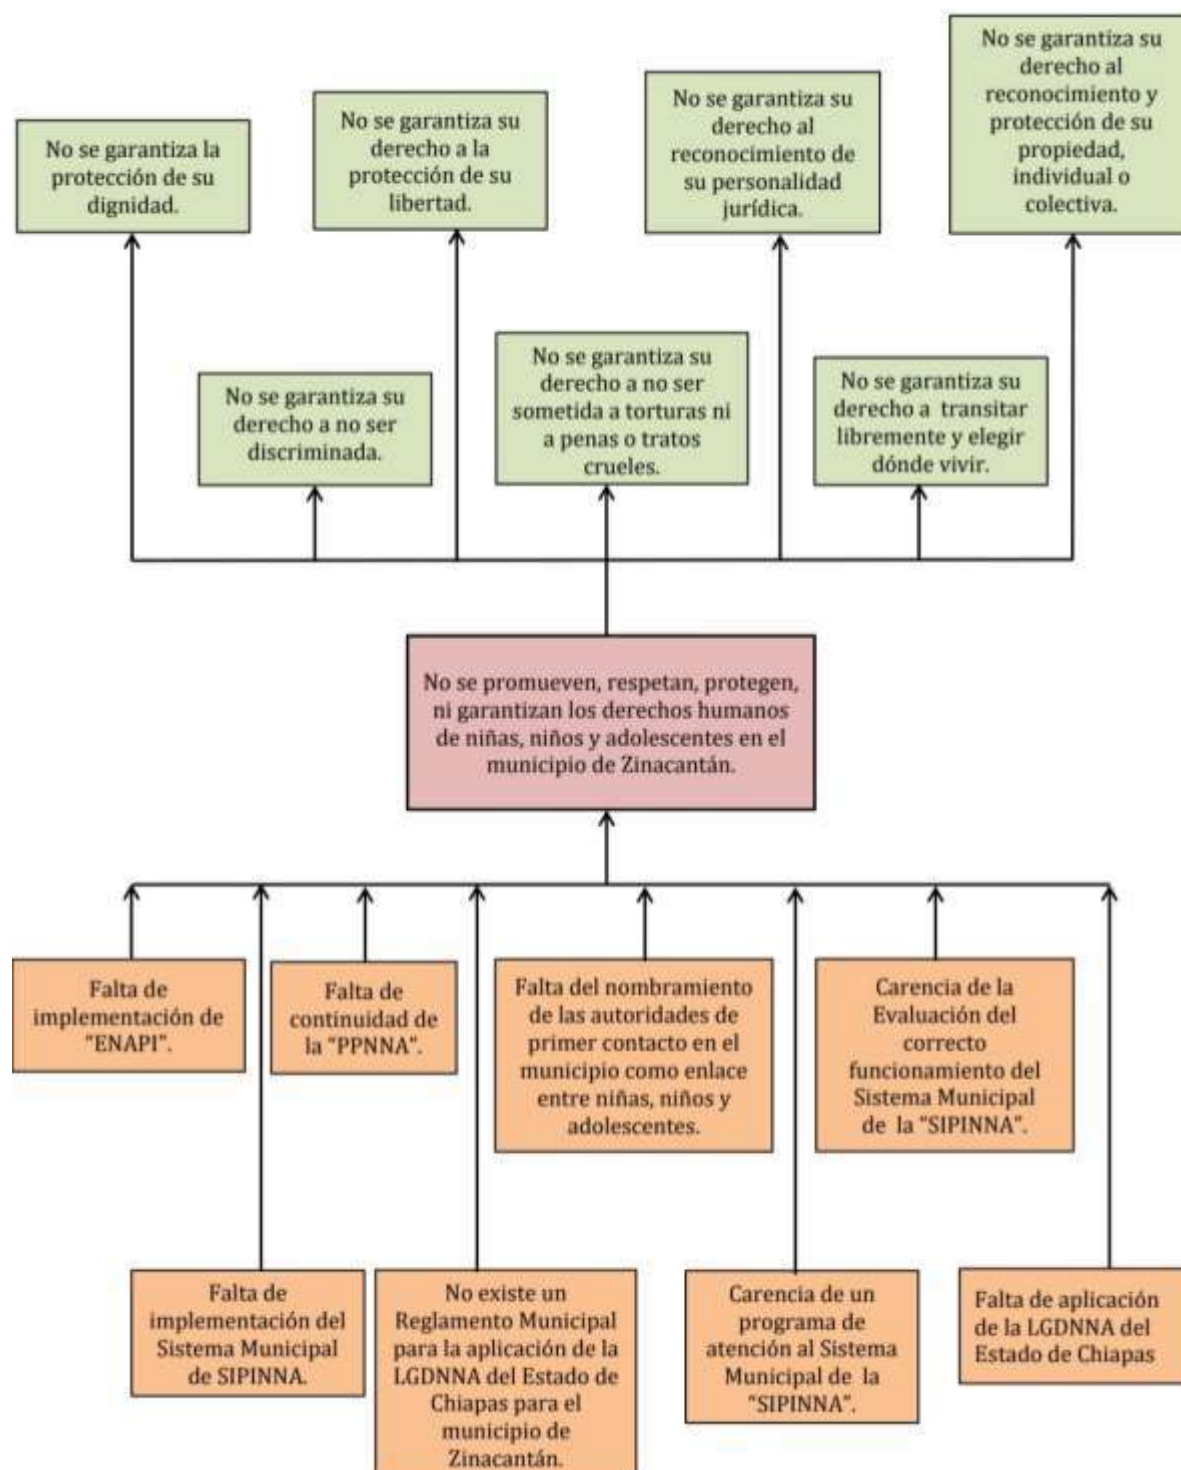 No se garantiza la
protección de su
dignidad.
No se garantiza su
derecho a la
protección de su
libertad.
No se garantiza su
derecho al
reconocimiento de
su personalidad
jurídica.
No se garantiza su
derecho al
reconocimiento y
protección de su
propiedad,
individual o
colectiva.
No se garantiza su
derecho a no ser
discriminada.
No se garantiza su
derecho a no ser
sometida a torturas ni
a penas o tratos
crueles.
No se garantiza su
derecho a transitar
libremente y elegir
dónde vivir.
No se promueven, respetan, protegen,
ni garantizan los derechos humanos
de niñas, niños y adolescentes en el
municipio de Zinacantán.
Falta de
implementación de
"ENAPI".
Falta de
continuidad de
la "PPNNA".
Falta del nombramiento
de las autoridades de
primer contacto en el
municipio como enlace
entre niñas, niños y
adolescentes.
Carencia de la
Evaluación del
correcto
funcionamiento del
Sistema Municipal
de la "SIPINNA".
Falta de
implementación del
Sistema Municipal
de SIPINNA.
No existe un
Reglamento Municipal
para la aplicación de la
LGDNNA del Estado de
Chiapas para el
municipio de
Zinacantán.
Carencia de un
programa de
atención al Sistema
Municipal de la
"SIPINNA".
Falta de aplicación
de la LGDNNA del
Estado de Chiapas